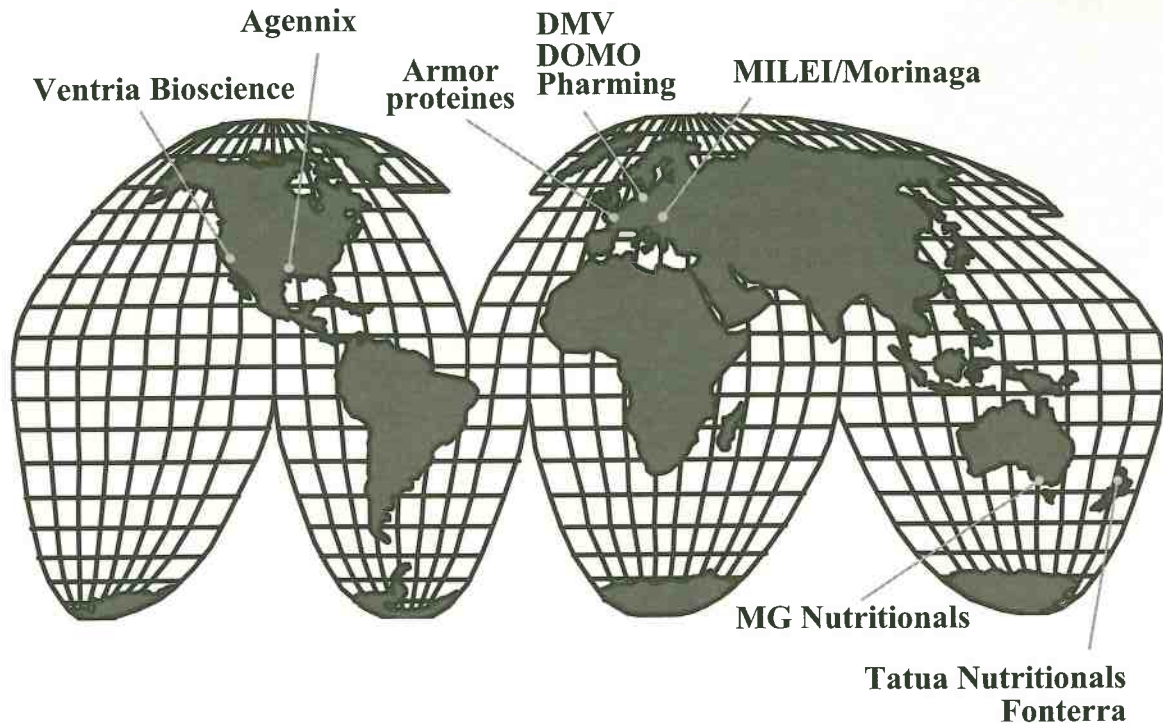 Agennix
Ventria Bioscience
Armor
proteines
DMV
DOMO
Pharming
MILEI/Morinaga
MG Nutritionals
Tatua Nutritionals
Fonterra